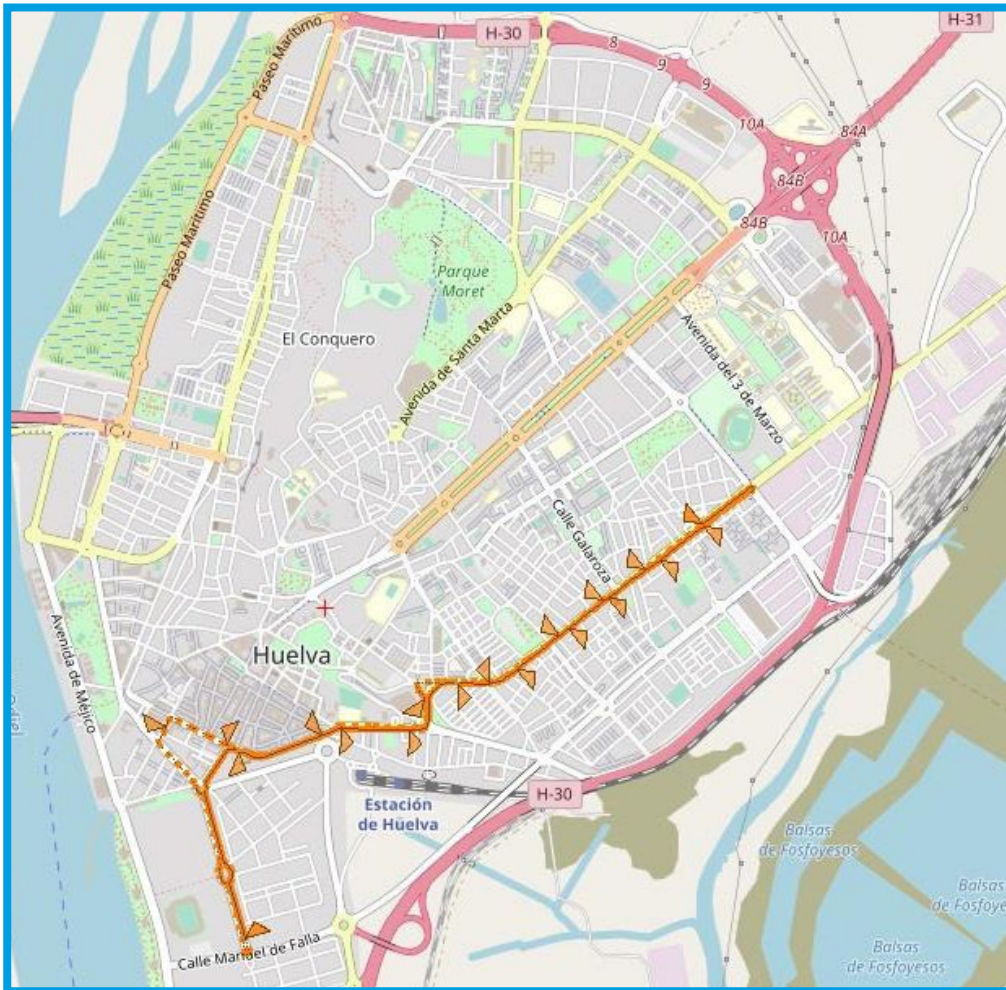 H-30
H-31
Paseo Marítimo
8
9
9
10A
84A
84B
84B
10A
Paseo Marítimo
Parque
Moret
El Conquero
Avenida de Santa Marta
Avenida del 3 de Marzo
Calle Galaroza
Avenida de Méjico
Huelva
Estación
de Huelva
H-30
Balsas
de Fosfoyesos
Balsas
de Fosfoye
Balsas
de Fosfoyesos
Calle Manuel de Falla